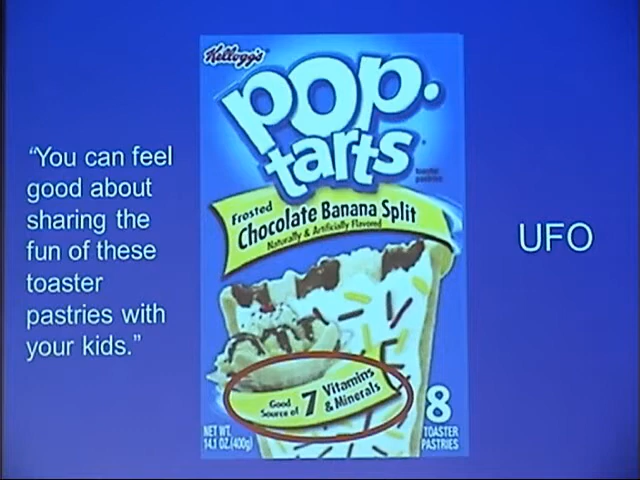 "You can feel
good about
sharing the
fun of these
toaster
pastries with
your kids."
Kellogg's
POP.
tarts
toaster
pastries
Frosted
Chocolate Banana Split
Naturally & Artificially Flavored
Good
Source of 7 Vitamins
& Minerals
8
TOASTER
PASTRIES
NET WT.
14.1 OZ. (400g)
UFO